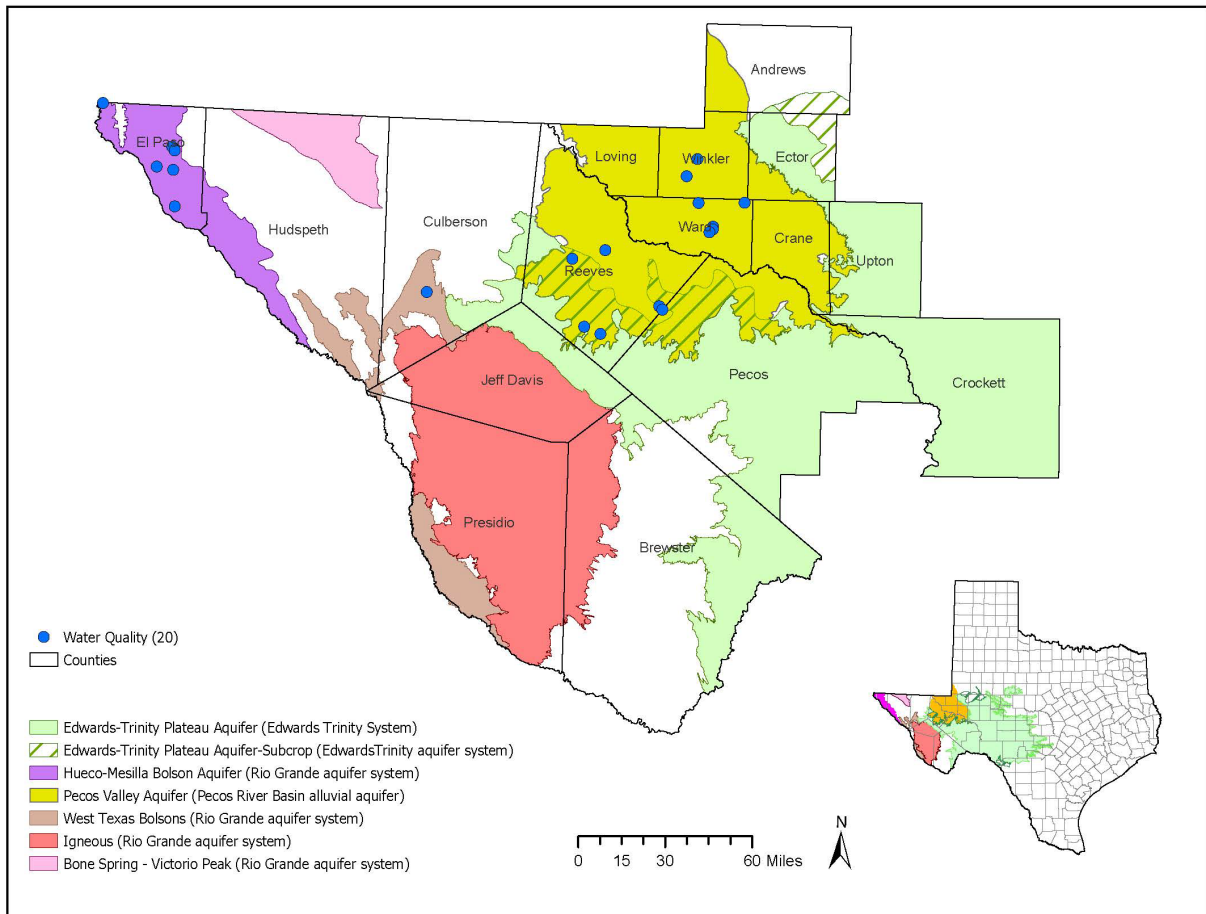 Andrews
El Paso
Loving
Winkler
Ector
Hudspeth
Culberson
Ward
Crane
Reeves
Upton
Jeff Davis
Pecos
Crockett
Presidio
Brewster
Water Quality (20)
Counties
Edwards-Trinity Plateau Aquifer (Edwards Trinity System)
Edwards-Trinity Plateau Aquifer-Subcrop (EdwardsTrinity aquifer system)
Hueco-Mesilla Bolson Aquifer (Rio Grande aquifer system)
Pecos Valley Aquifer (Pecos River Basin alluvial aquifer)
West Texas Bolsons (Rio Grande aquifer system)
Igneous (Rio Grande aquifer system)
Bone Spring - Victorio Peak (Rio Grande aquifer system)
0 15 30 60 Miles
N